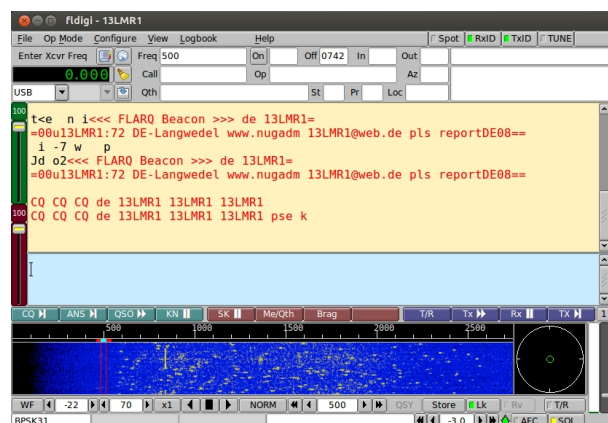 fldigi - 13LMR1
File Op Mode Configure View Logbook Help Spot RxID TxID TUNE
Enter Xcvr Freq Freq 500 On Off 0742 In Out
0.000 Call Op Az
USB Qth St Pr Loc
100
t<e n i<<< FLARQ Beacon >>> de 13LMR1=
=00u13LMR1:72 DE-Langwedel www.nugadm 13LMR1@web.de pls reportDE08==
i -7 w p
Jd o2<<< FLARQ Beacon >>> de 13LMR1=
=00u13LMR1:72 DE-Langwedel www.nugadm 13LMR1@web.de pls reportDE08==
CQ CQ CQ de 13LMR1 13LMR1 13LMR1
100
CQ CQ CQ de 13LMR1 13LMR1 13LMR1 pse k
CQ ANS QSO KN SK Me/Qth Brag T/R Tx Rx TX 1
500 1000 1500 2000 2500
WF -22 70 x1 NORM 500 QSY Store Lk Rv T/R
BPSK31 -3.0 AFC SQL